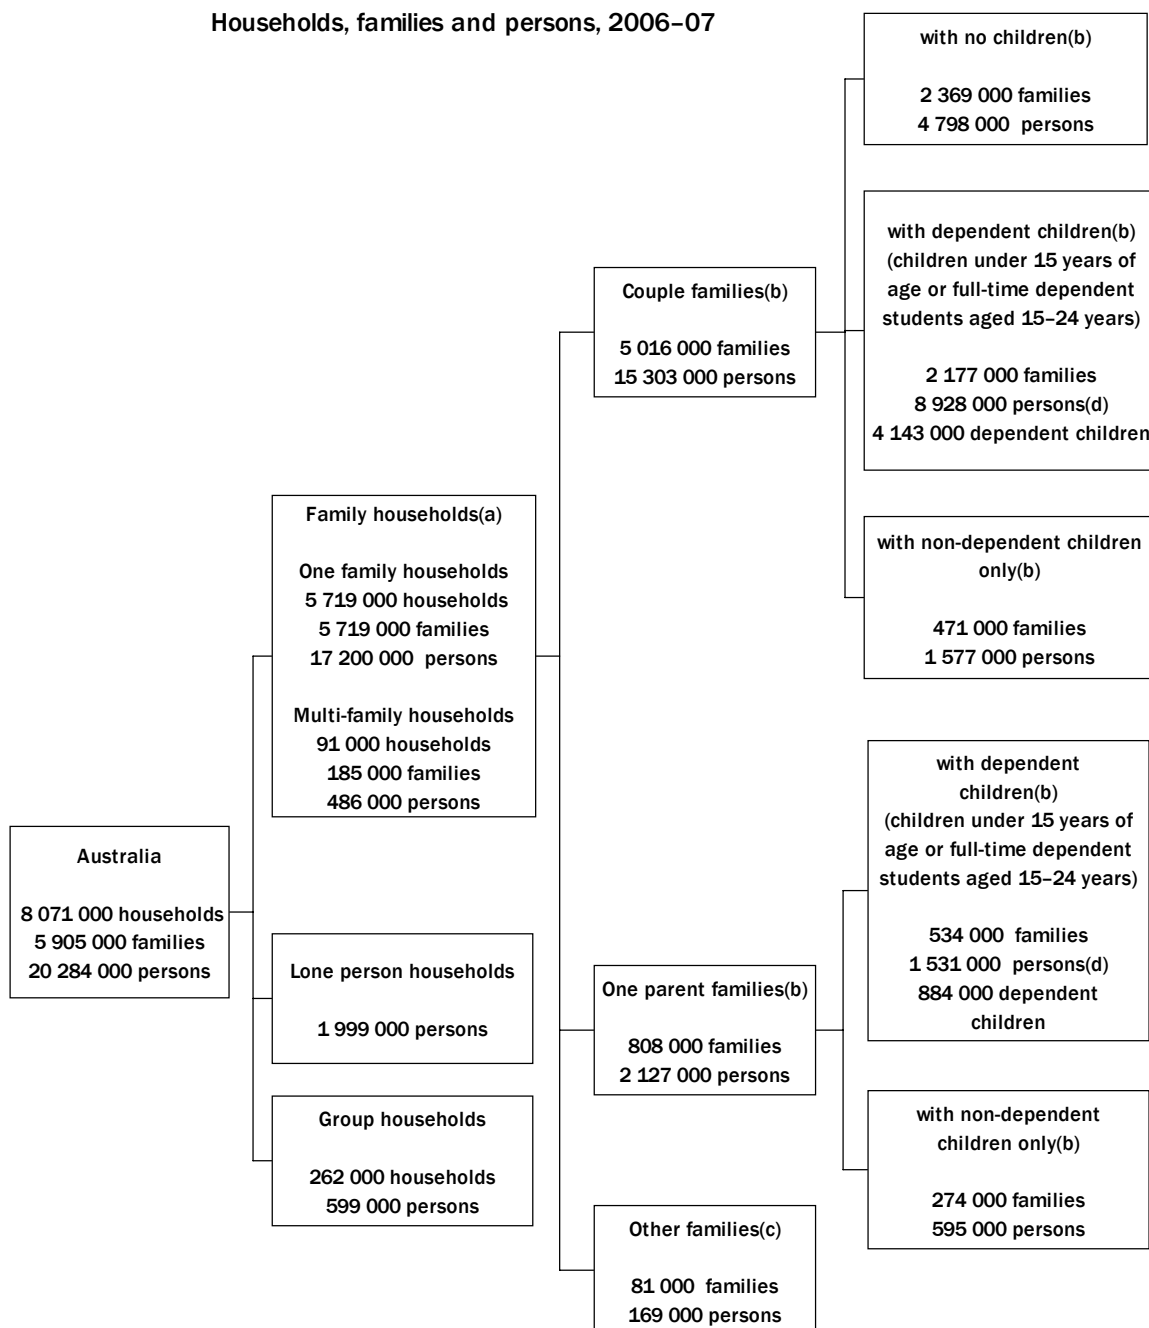 Households, families and persons, 2006–07
with no children(b)
2 369 000 families
4 798 000 persons
with dependent children(b)
(children under 15 years of
age or full-time dependent
students aged 15–24 years)
2 177 000 families
8 928 000 persons(d)
4 143 000 dependent children
Couple families(b)
5 016 000 families
15 303 000 persons
with non-dependent children
only(b)
471 000 families
1 577 000 persons
Family households(a)
One family households
5 719 000 households
5 719 000 families
17 200 000 persons
Multi-family households
91 000 households
185 000 families
486 000 persons
with dependent
children(b)
(children under 15 years of
age or full-time dependent
students aged 15–24 years)
534 000 families
1 531 000 persons(d)
884 000 dependent
children
Australia
8 071 000 households
5 905 000 families
20 284 000 persons
Lone person households
1 999 000 persons
One parent families(b)
808 000 families
2 127 000 persons
Group households
262 000 households
599 000 persons
with non-dependent
children only(b)
274 000 families
595 000 persons
Other families(c)
81 000 families
169 000 persons